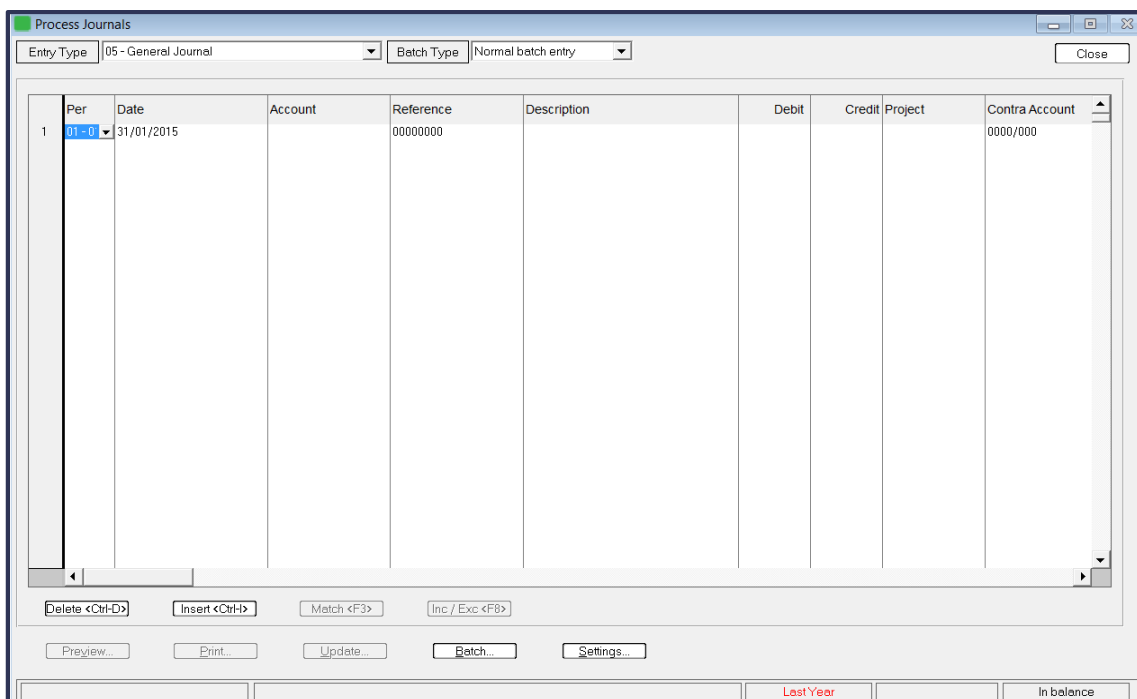 Process Journals
Entry Type 05 - General Journal Batch Type Normal batch entry Close
Per Date Account Reference Description Debit Credit Project Contra Account
1 01 - 0 31/01/2015 00000000 0000/000
Delete <Ctrl-D> Insert <Ctrl-I> Match <F3> Inc / Exc <F8>
Preview... Print... Update... Batch... Settings...
Last Year In balance